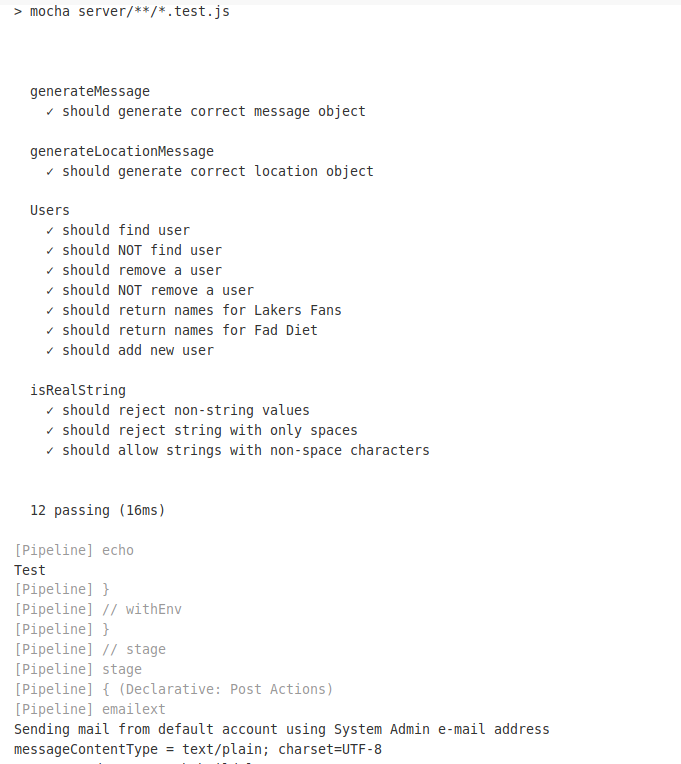 > mocha server/**/*.test.js
generateMessage
✓ should generate correct message object
generateLocationMessage
✓ should generate correct location object
Users
✓ should find user
✓ should NOT find user
✓ should remove a user
✓ should NOT remove a user
✓ should return names for Lakers Fans
✓ should return names for Fad Diet
✓ should add new user
isRealString
✓ should reject non-string values
✓ should reject string with only spaces
✓ should allow strings with non-space characters
12 passing (16ms)
[Pipeline] echo
Test
[Pipeline] }
[Pipeline] // withEnv
[Pipeline] }
[Pipeline] // stage
[Pipeline] stage
[Pipeline] { (Declarative: Post Actions)
[Pipeline] emailext
Sending mail from default account using System Admin e-mail address
messageContentType = text/plain; charset=UTF-8